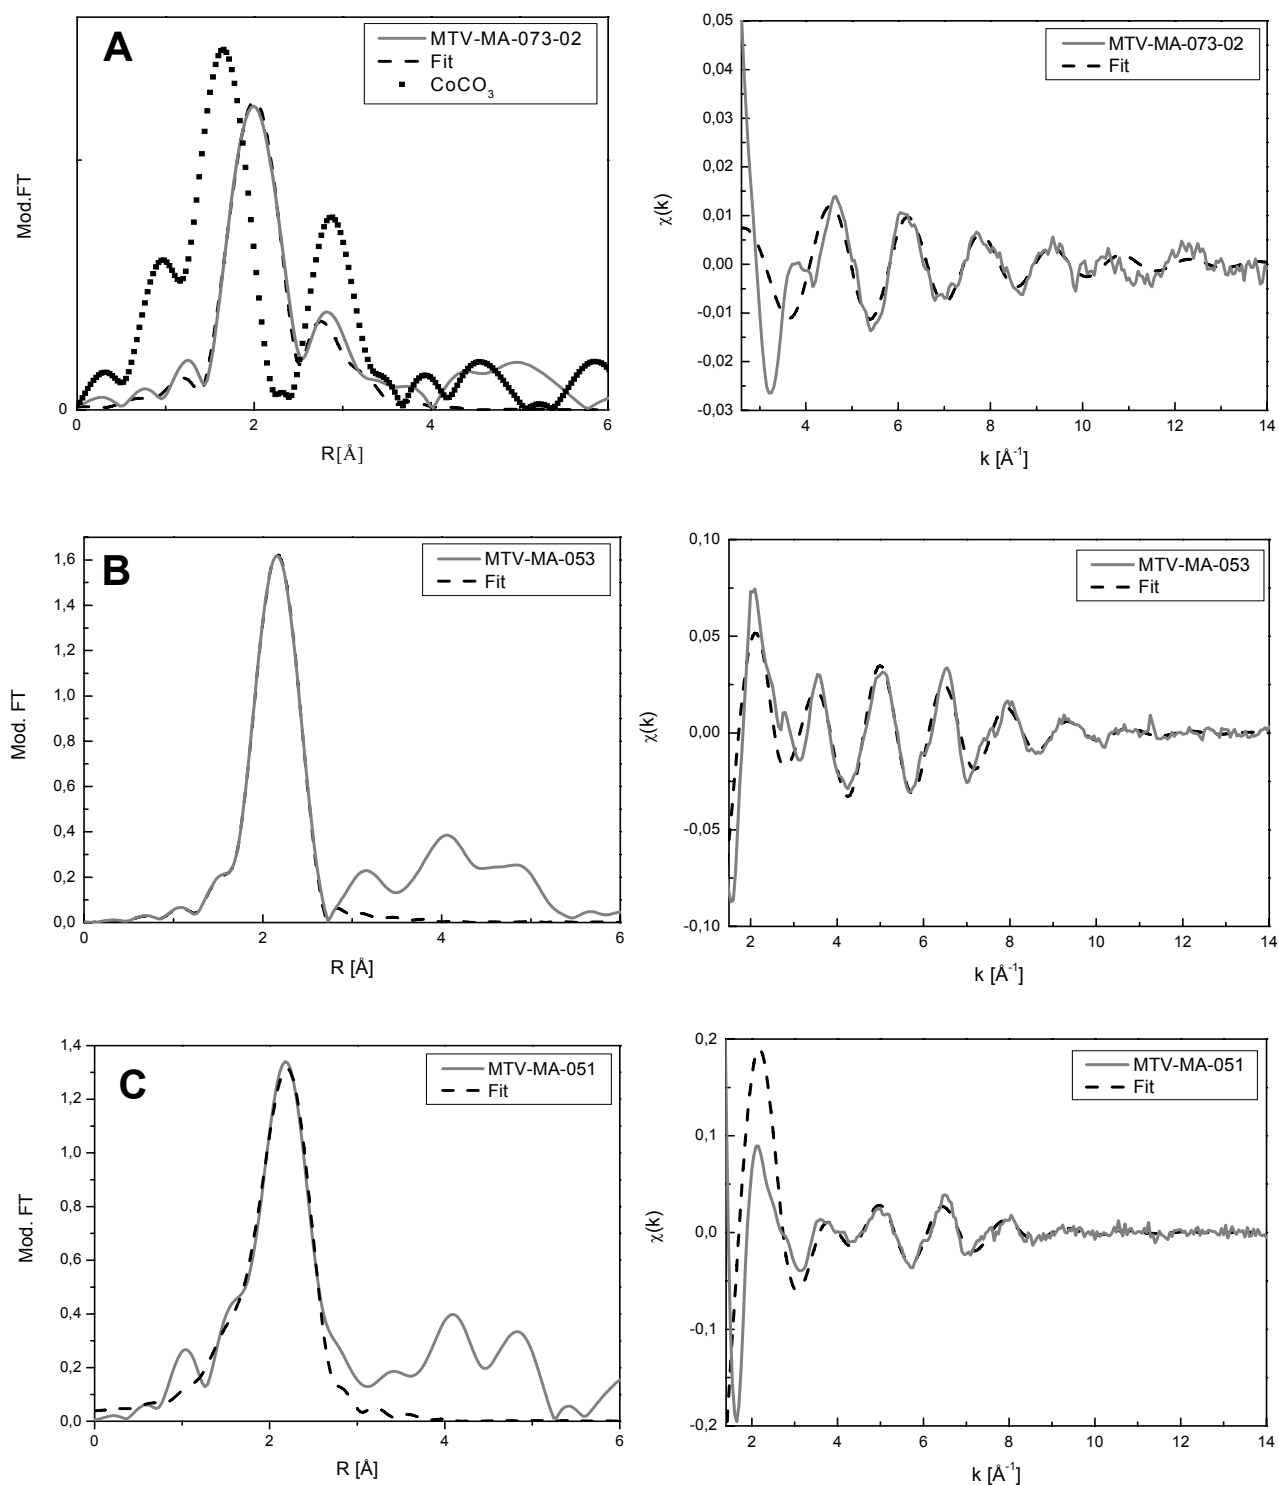 A
MTV-MA-073-02
Fit
CoCO₃
Mod.FT
0
0
2
4
6
R[Å]
MTV-MA-073-02
Fit
0,05
0,04
0,03
0,02
0,01
0,00
-0,01
-0,02
-0,03
χ(k)
4
6
8
10
12
14
k [Å⁻¹]
B
MTV-MA-053
Fit
1,6
1,4
1,2
1,0
0,8
0,6
0,4
0,2
0,0
Mod. FT
0
2
4
6
R [Å]
MTV-MA-053
Fit
0,10
0,05
0,00
-0,05
-0,10
χ(k)
2
4
6
8
10
12
14
k [Å⁻¹]
C
MTV-MA-051
Fit
1,4
1,2
1,0
0,8
0,6
0,4
0,2
0,0
Mod. FT
0
2
4
6
R [Å]
MTV-MA-051
Fit
0,2
0,1
0,0
-0,1
-0,2
χ(k)
2
4
6
8
10
12
14
k [Å⁻¹]